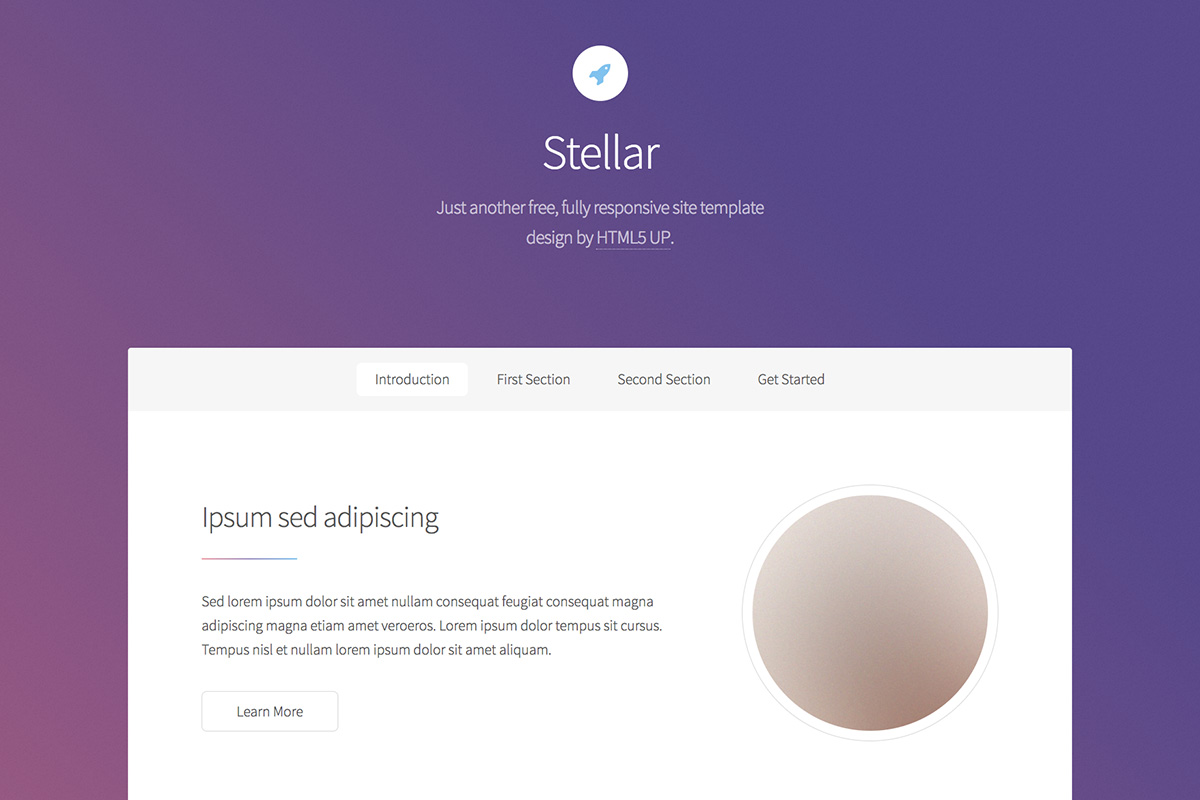 Stellar
Just another free, fully responsive site template
design by HTML5 UP.
Introduction First Section Second Section Get Started
Ipsum sed adipiscing
Sed lorem ipsum dolor sit amet nullam consequat feugiat consequat magna
adipiscing magna etiam amet veroeros. Lorem ipsum dolor tempus sit cursus.
Tempus nisl et nullam lorem ipsum dolor sit amet aliquam.
Learn More